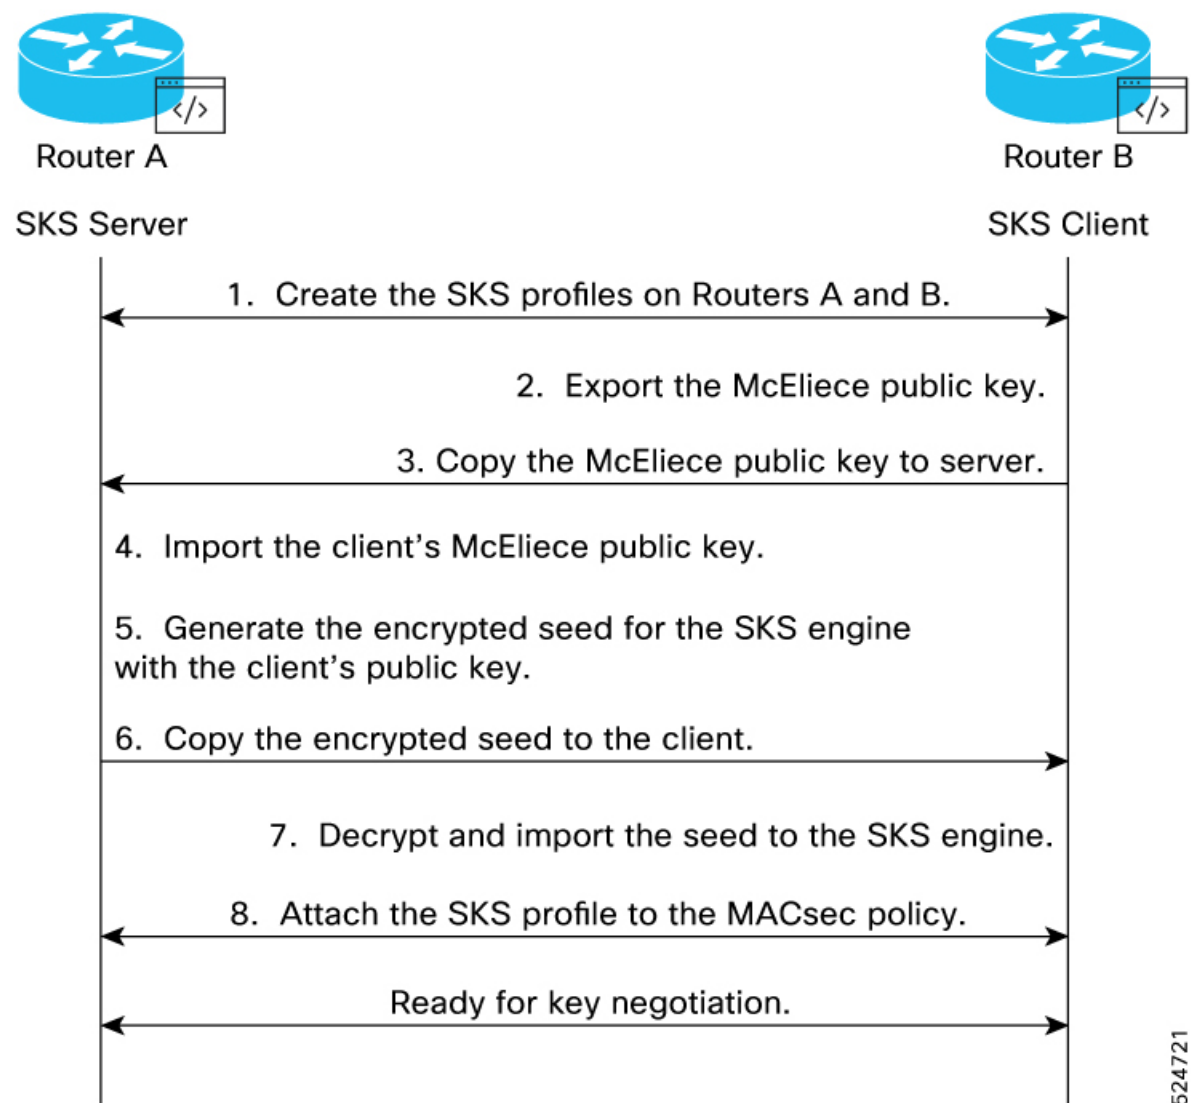 </>
</>
Router A
Router B
SKS Server
SKS Client
1. Create the SKS profiles on Routers A and B.
2. Export the McEliece public key.
3. Copy the McEliece public key to server.
4. Import the client's McEliece public key.
5. Generate the encrypted seed for the SKS engine
with the client's public key.
6. Copy the encrypted seed to the client.
7. Decrypt and import the seed to the SKS engine.
8. Attach the SKS profile to the MACsec policy.
Ready for key negotiation.
524721